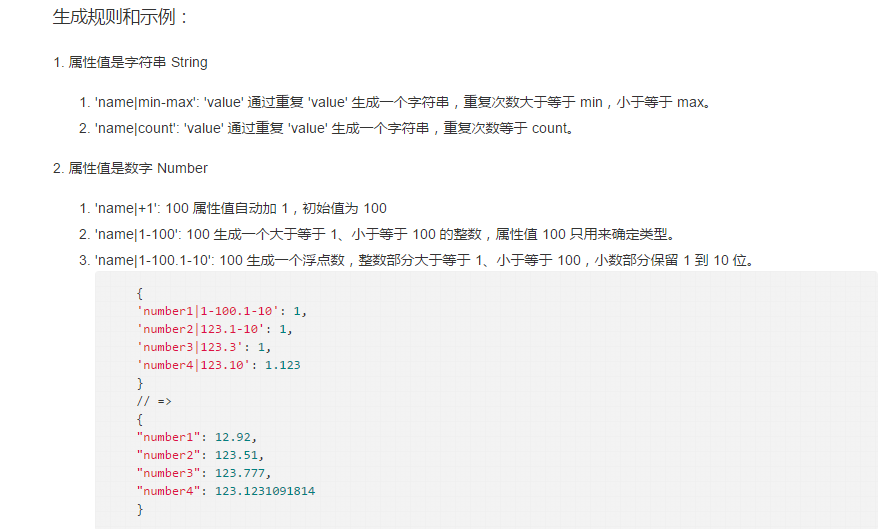 生成规则和示例：
1. 属性值是字符串 String
1. 'name|min-max': 'value' 通过重复 'value' 生成一个字符串，重复次数大于等于 min，小于等于 max。
2. 'name|count': 'value' 通过重复 'value' 生成一个字符串，重复次数等于 count。
2. 属性值是数字 Number
1. 'name|+1': 100 属性值自动加 1，初始值为 100
2. 'name|1-100': 100 生成一个大于等于 1、小于等于 100 的整数，属性值 100 只用来确定类型。
3. 'name|1-100.1-10': 100 生成一个浮点数，整数部分大于等于 1、小于等于 100，小数部分保留 1 到 10 位。
{
'number1|1-100.1-10': 1,
'number2|123.1-10': 1,
'number3|123.3': 1,
'number4|123.10': 1.123
}
// =>
{
"number1": 12.92,
"number2": 123.51,
"number3": 123.777,
"number4": 123.1231091814
}